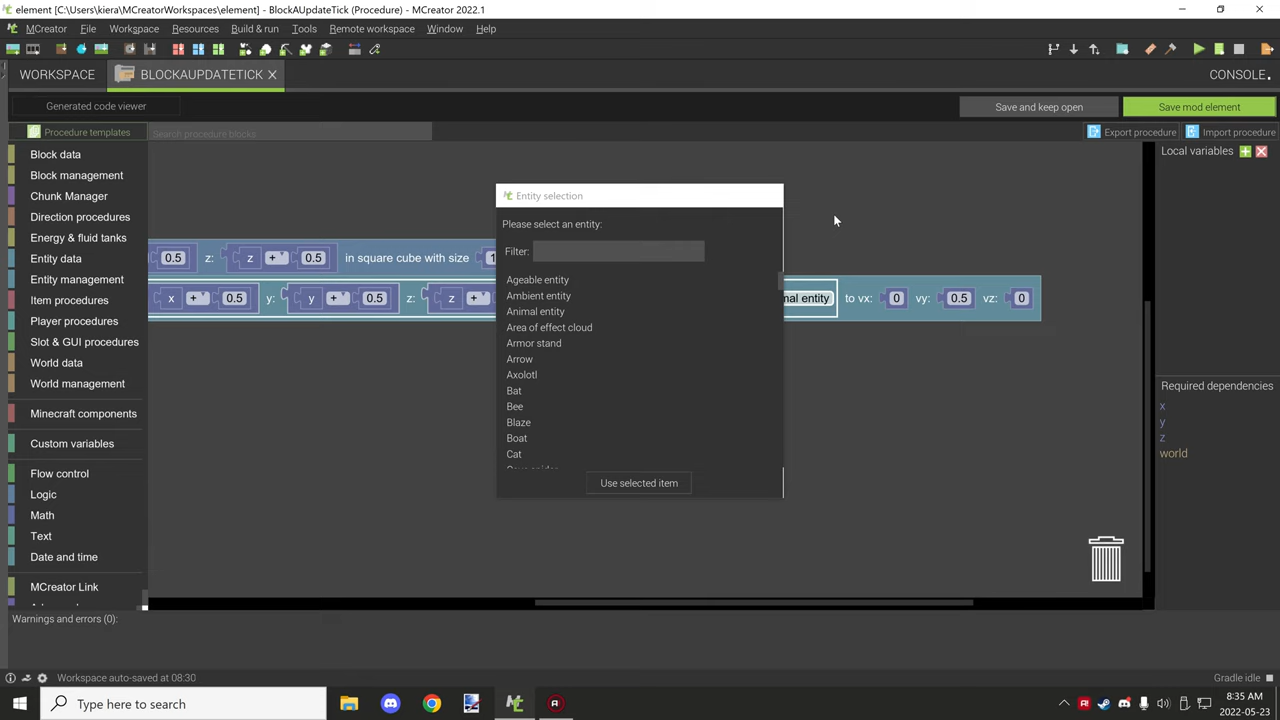 element [C:\Users\kiera\MCreatorWorkspaces\element] - BlockAUpdateTick (Procedure) - MCreator 2022.1
MCreator File Workspace Resources Build & run Tools Remote workspace Window Help
WORKSPACE BLOCKAUPDATETICK CONSOLE
Generated code viewer Save and keep open Save mod element
Procedure templates Search procedure blocks Export procedure Import procedure
Local variables
Block data
Block management
Chunk Manager
Direction procedures
Energy & fluid tanks
Entity data
Entity management
Item procedures
Player procedures
Slot & GUI procedures
World data
World management
Minecraft components
Custom variables
Flow control
Logic
Math
Text
Date and time
MCreator Link
0.5 z: z + 0.5 in square cube with size 1
x + 0.5 y: y + 0.5 z: z + mal entity to vx: 0 vy: 0.5 vz: 0
Entity selection
Please select an entity:
Filter:
Ageable entity
Ambient entity
Animal entity
Area of effect cloud
Armor stand
Arrow
Axolotl
Bat
Bee
Blaze
Boat
Cat
Use selected item
Required dependencies
x
y
z
world
Warnings and errors (0):
Workspace auto-saved at 08:30 Gradle idle
Type here to search
8:35 AM
2022-05-23